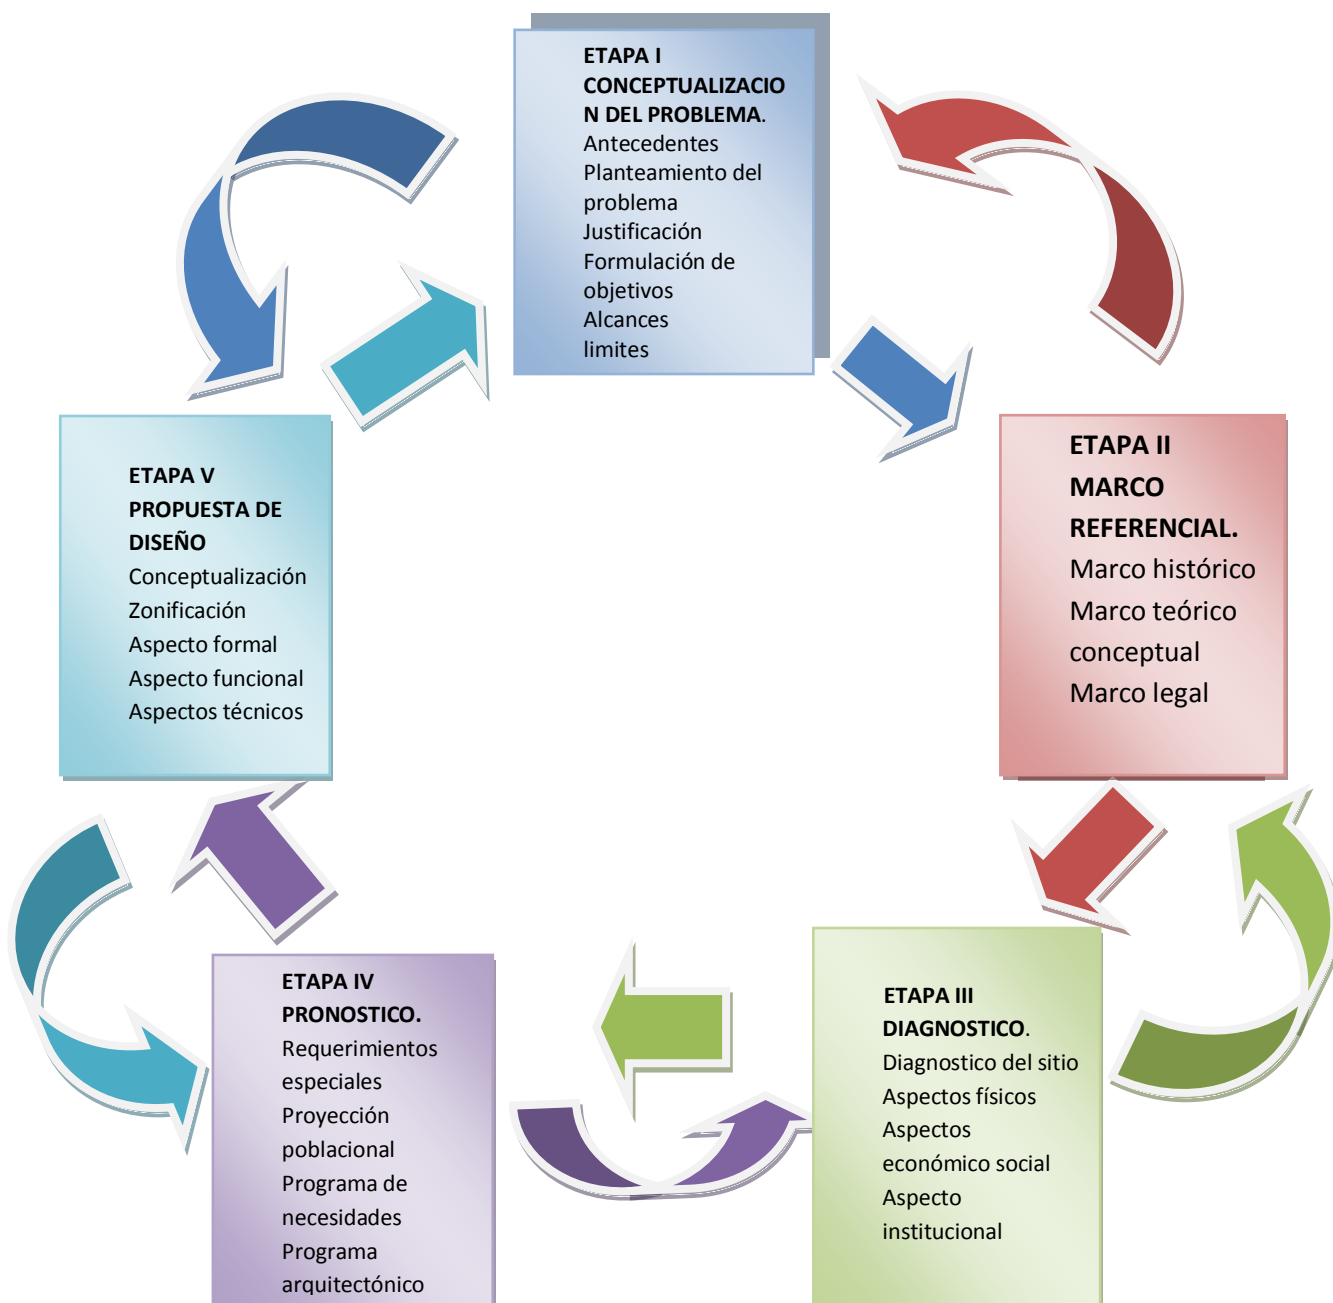 ETAPA I
CONCEPTUALIZACIO
N DEL PROBLEMA.
Antecedentes
Planteamiento del
problema
Justificación
Formulación de
objetivos
Alcances
limites
ETAPA II
MARCO
REFERENCIAL.
Marco histórico
Marco teórico
conceptual
Marco legal
ETAPA III
DIAGNOSTICO.
Diagnostico del sitio
Aspectos físicos
Aspectos
económico social
Aspecto
institucional
ETAPA IV
PRONOSTICO.
Requerimientos
especiales
Proyección
poblacional
Programa de
necesidades
Programa
arquitectónico
ETAPA V
PROPUESTA DE
DISEÑO
Conceptualización
Zonificación
Aspecto formal
Aspecto funcional
Aspectos técnicos